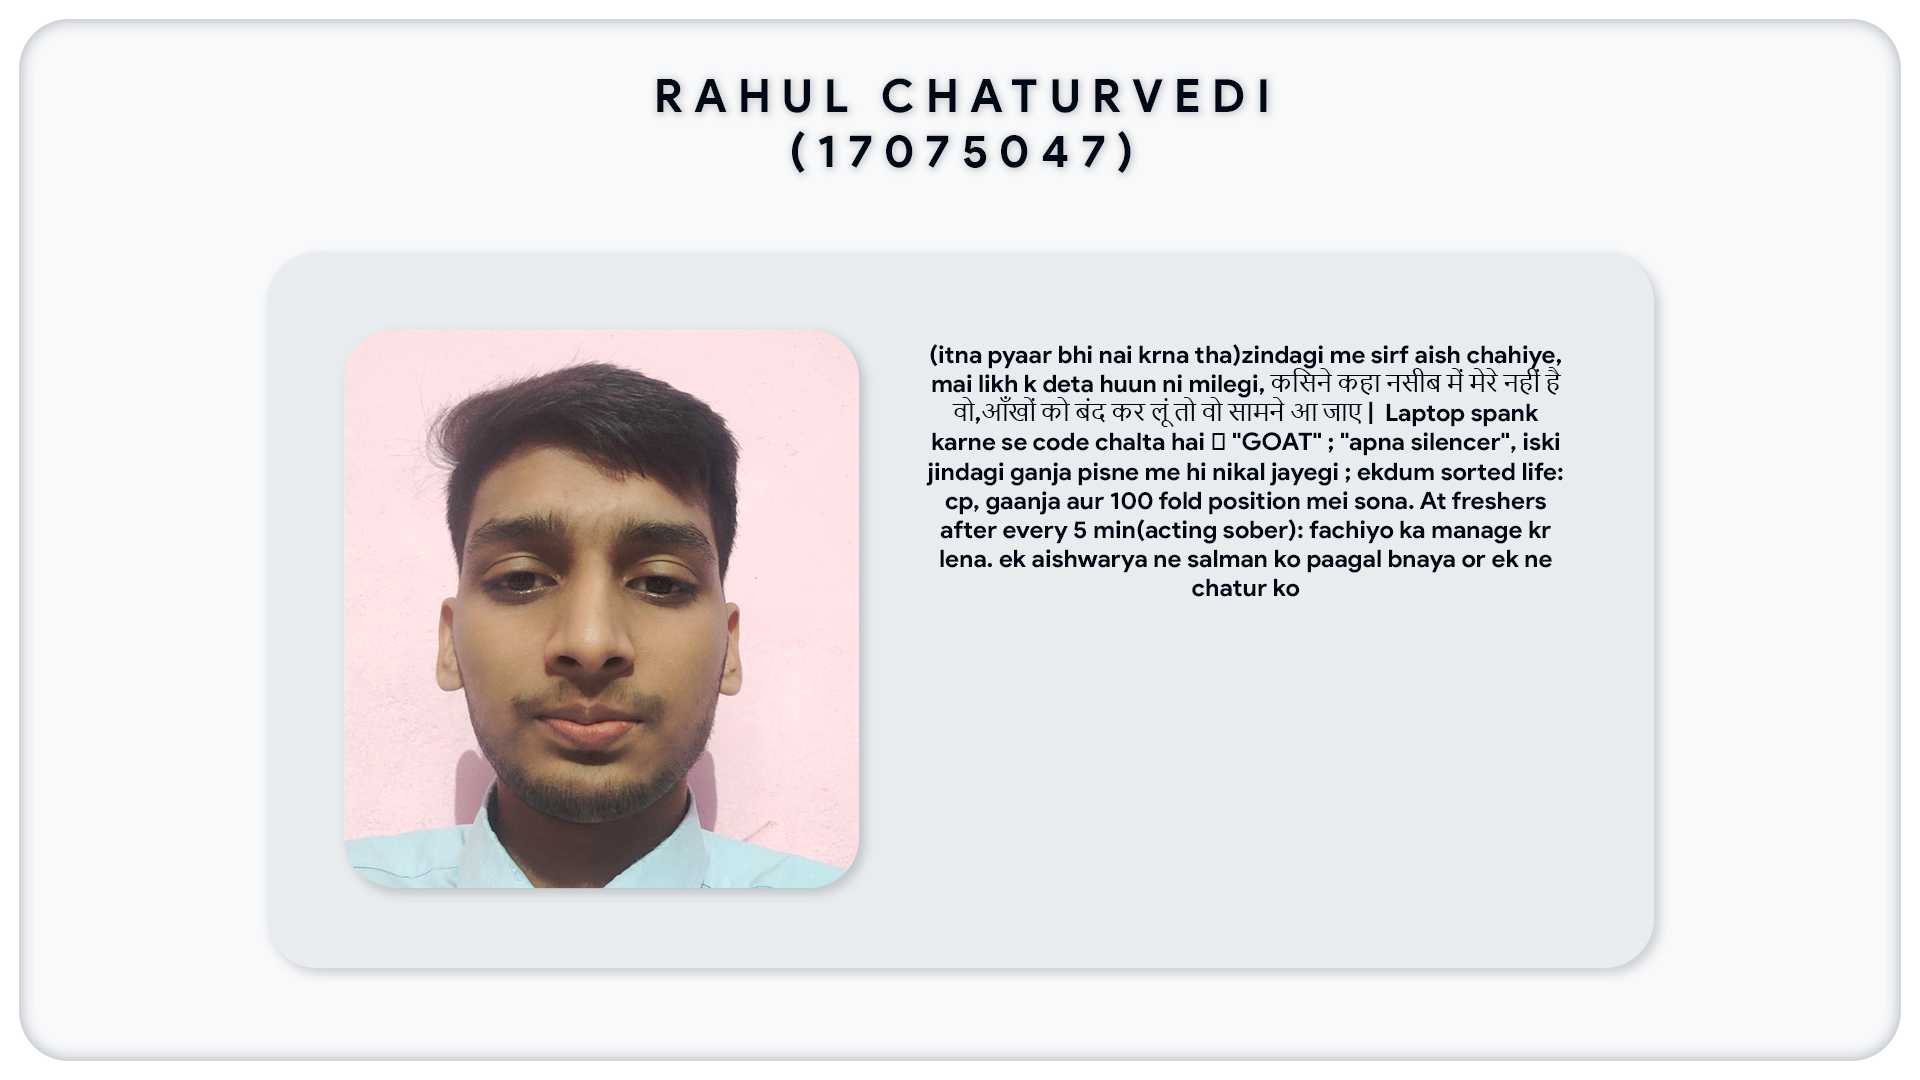 RAHUL CHATURVEDI
(17075047)
(itna pyaar bhi nai krna tha)zindagi me sirf aish chahiye,
mai likh k deta huun ni milegi, किसने कहा नसीब में मेरे नहीं है
वो,आँखों को बंद कर लूं तो वो सामने आ जाए | Laptop spank
karne se code chalta hai "GOAT" ; "apna silencer", iski
jindagi ganja pisne me hi nikal jayegi ; ekdum sorted life:
cp, gaanja aur 100 fold position mei sona. At freshers
after every 5 min(acting sober): fachiyo ka manage kr
lena. ek aishwarya ne salman ko paagal bnaya or ek ne
chatur ko